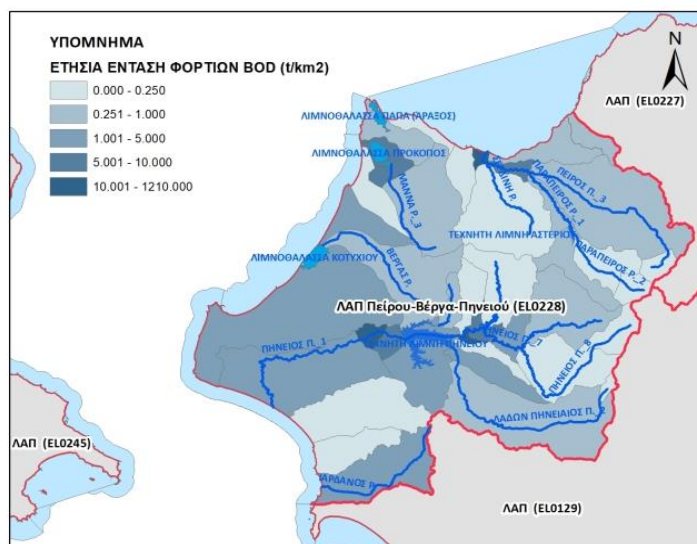 ΥΠΟΜΝΗΜΑ
ΕΤΗΣΙΑ ΕΝΤΑΣΗ ΦΟΡΤΙΩΝ BOD (t/km2)
0.000 - 0.250
0.251 - 1.000
1.001 - 5.000
5.001 - 10.000
10.001 - 1210.000
N
ΛΑΠ (EL0227)
ΛΙΜΝΟΘΑΛΑΣΣΑ ΠΑΠΑ (ΑΡΑΞΟΣ)
ΛΙΜΝΟΘΑΛΑΣΣΑ ΠΡΟΚΟΠΟΣ
ΜΑΝΝΑ Ρ._3
ΠΕΙΡΟΣ Π._3
ΠΑΡΑΠΕΙΡΟΣ Ρ._1
ΠΑΡΑΠΕΙΡΟΣ Ρ._2
ΤΕΧΝΗΤΗ ΛΙΜΝΗ ΑΣΤΕΡΙΟΥ
ΛΙΜΝΟΘΑΛΑΣΣΑ ΚΟΤΥΧΙΟΥ
ΒΕΡΓΑΣ Ρ.
ΛΑΠ Πείρου-Βέργα-Πηνειού (EL0228)
ΠΗΝΕΙΟΣ Π._1
ΛΙΜΝΗ ΠΗΝΕΙΟΥ
ΠΗΝΕΙΟΣ Π._8
ΛΑΔΩΝ ΠΗΝΕΙΑΙΟΣ Π.
ΛΑΠ (EL0245)
ΛΑΠ (EL0129)